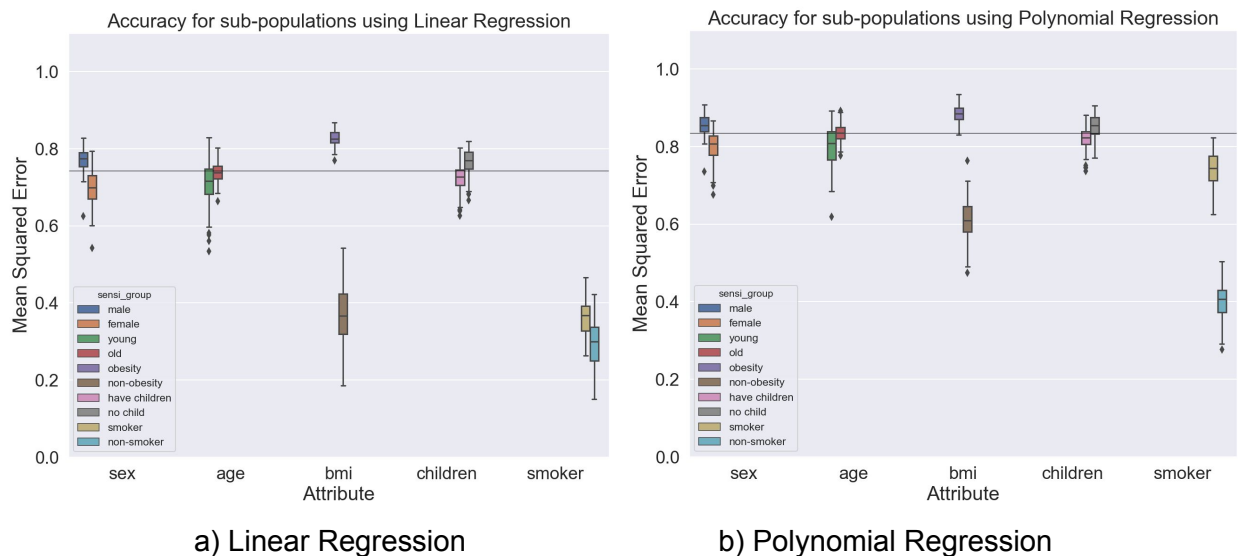 Accuracy for sub-populations using Linear Regression
Mean Squared Error
1.0
0.8
0.6
0.4
0.2
0.0
sensi_group
male
female
young
old
obesity
non-obesity
have children
no child
smoker
non-smoker
sex age bmi children smoker
Attribute
a) Linear Regression
Accuracy for sub-populations using Polynomial Regression
Mean Squared Error
1.0
0.8
0.6
0.4
0.2
0.0
sensi_group
male
female
young
old
obesity
non-obesity
have children
no child
smoker
non-smoker
sex age bmi children smoker
Attribute
b) Polynomial Regression